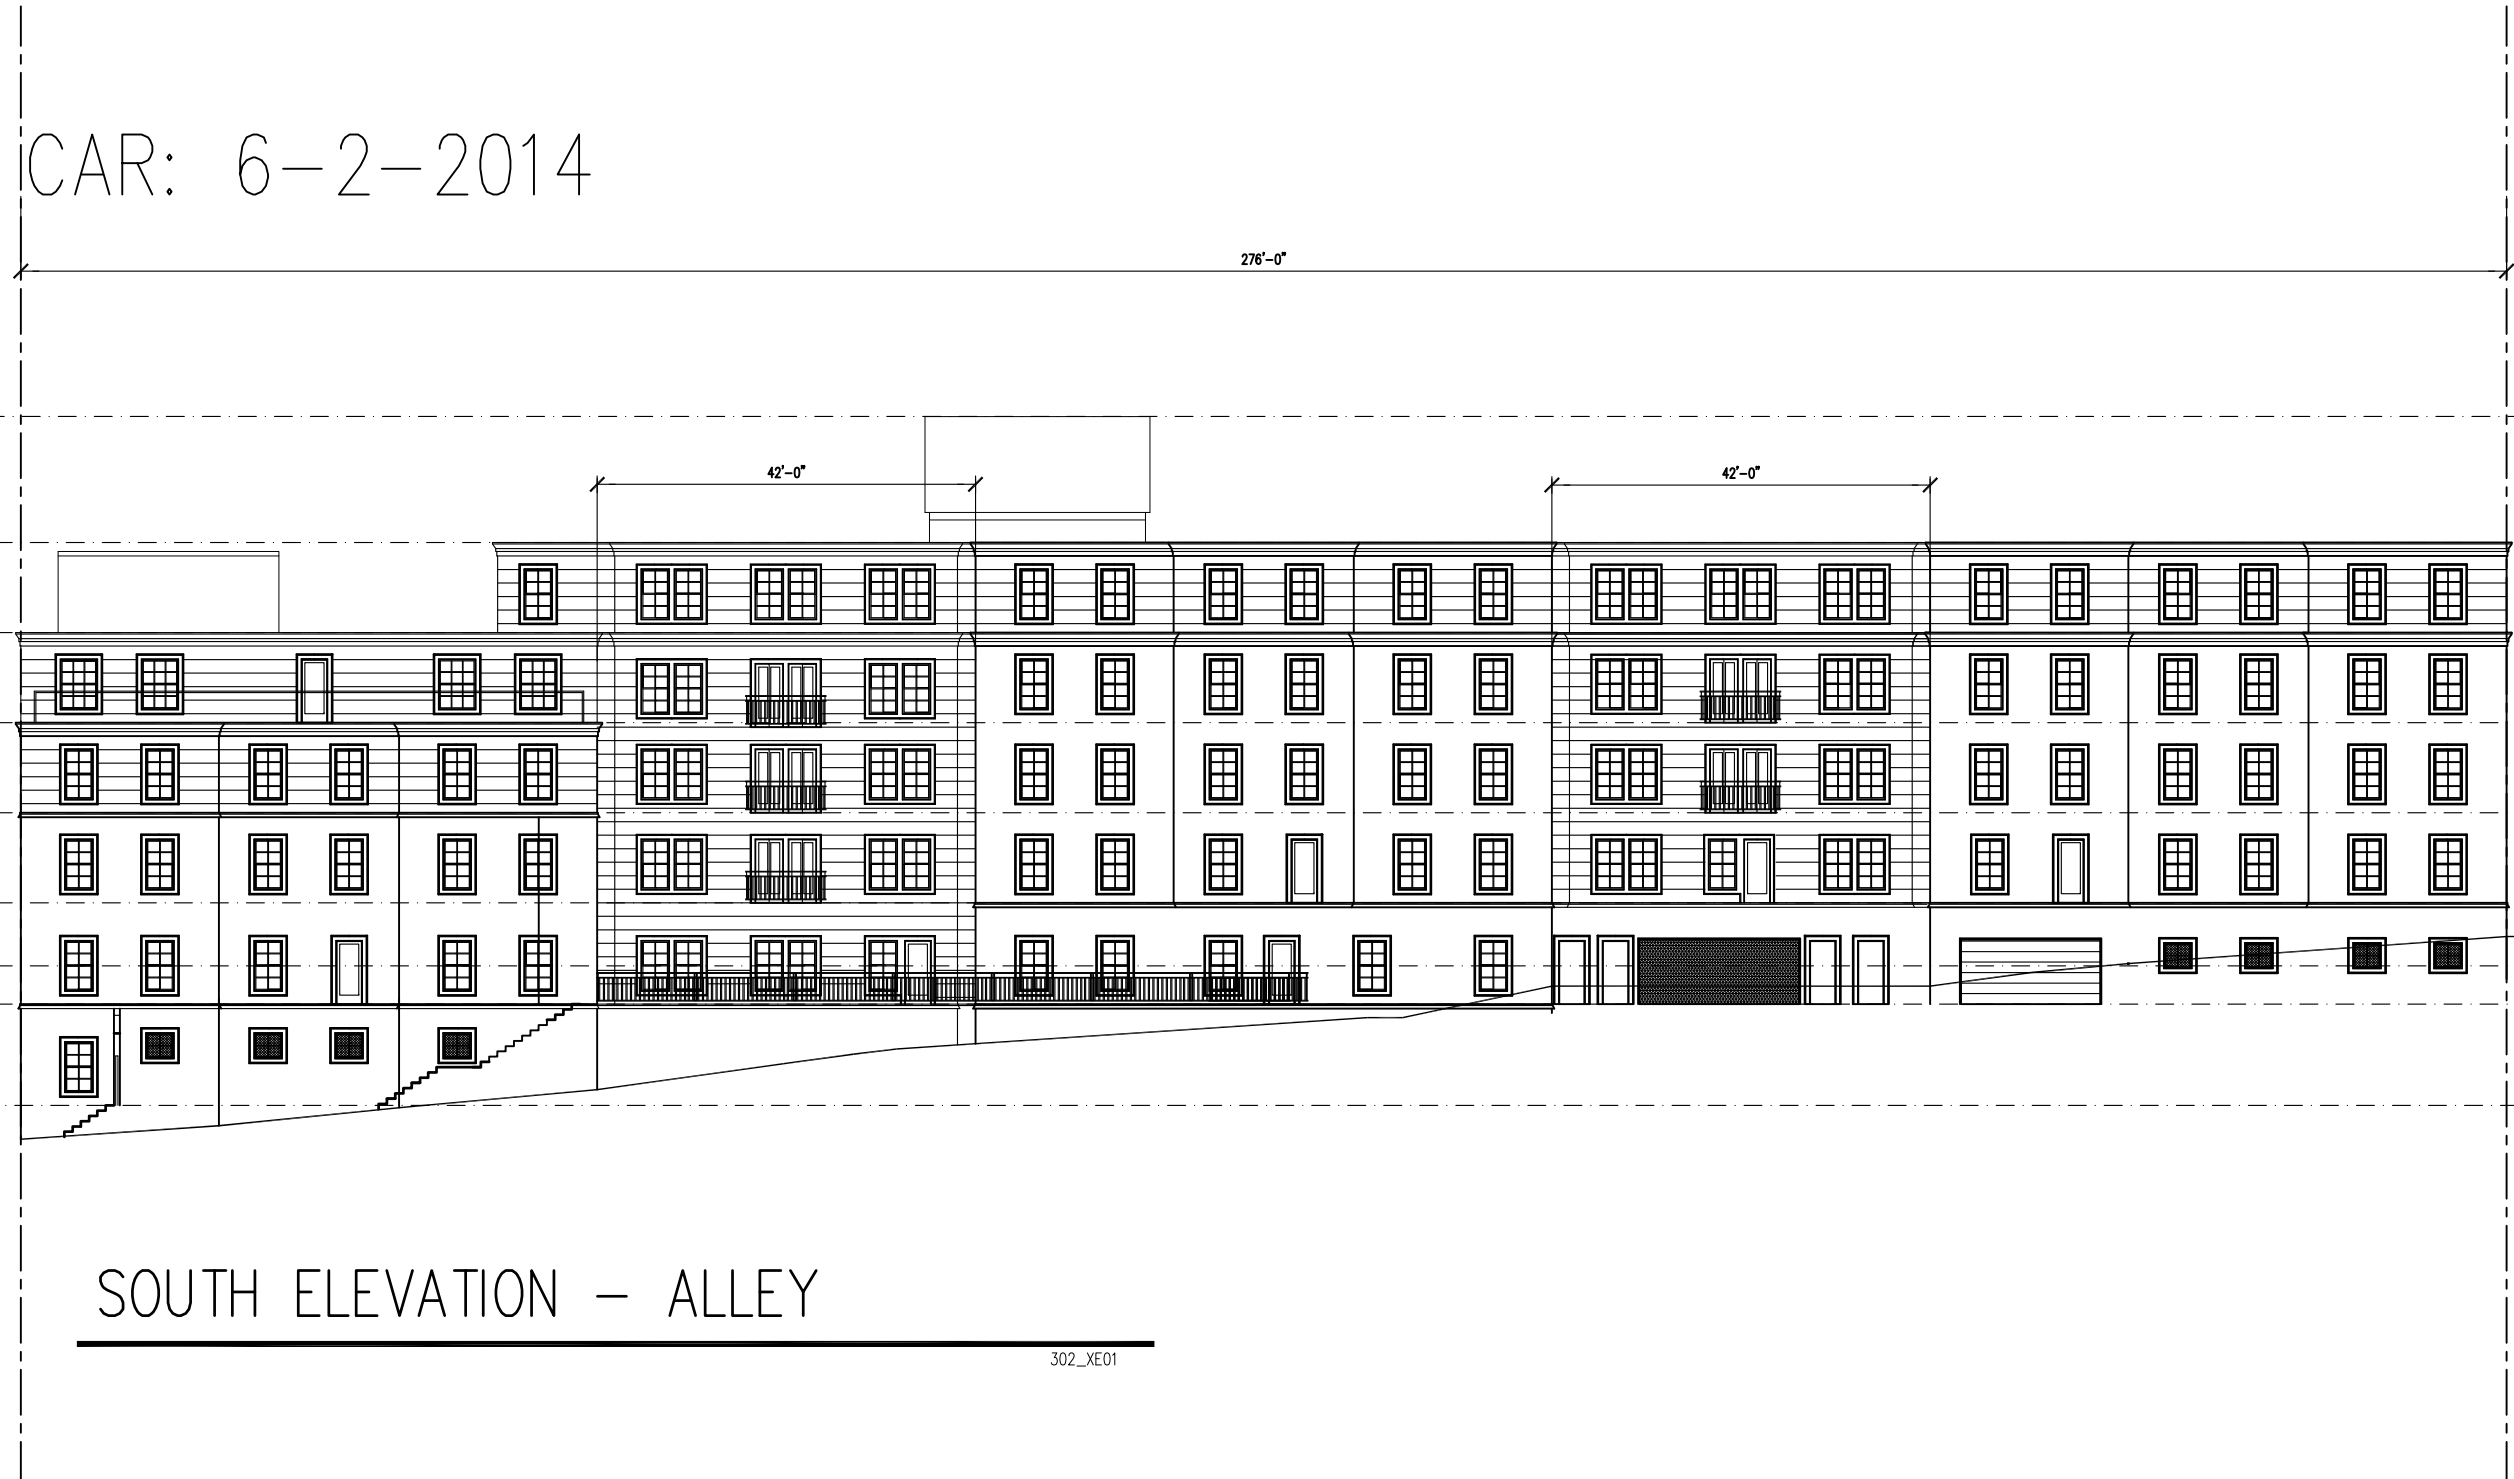 CAR: 6-2-2014
276'-0"
42'-0"
42'-0"
SOUTH ELEVATION - ALLEY
302_XE01